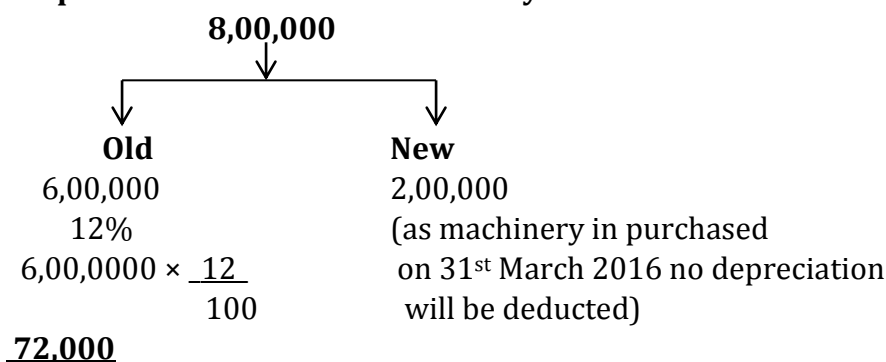 8,00,000
Old New
6,00,000 2,00,000
12% (as machinery in purchased
6,00,0000 × 12 on 31st March 2016 no depreciation
100 will be deducted)
72,000